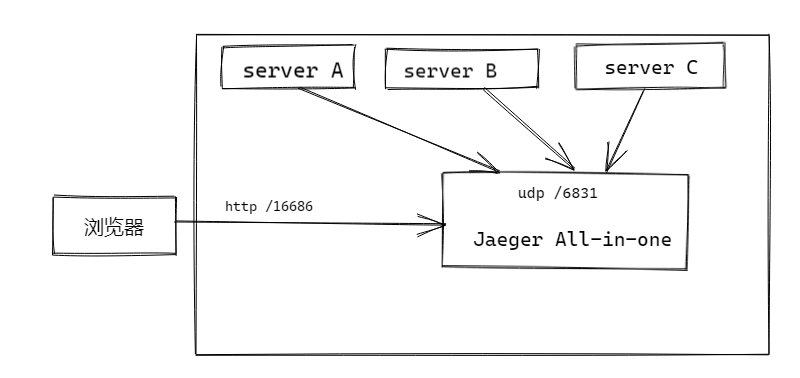 server A
server B
server C
udp /6831
http /16686
浏览器
Jaeger All-in-one